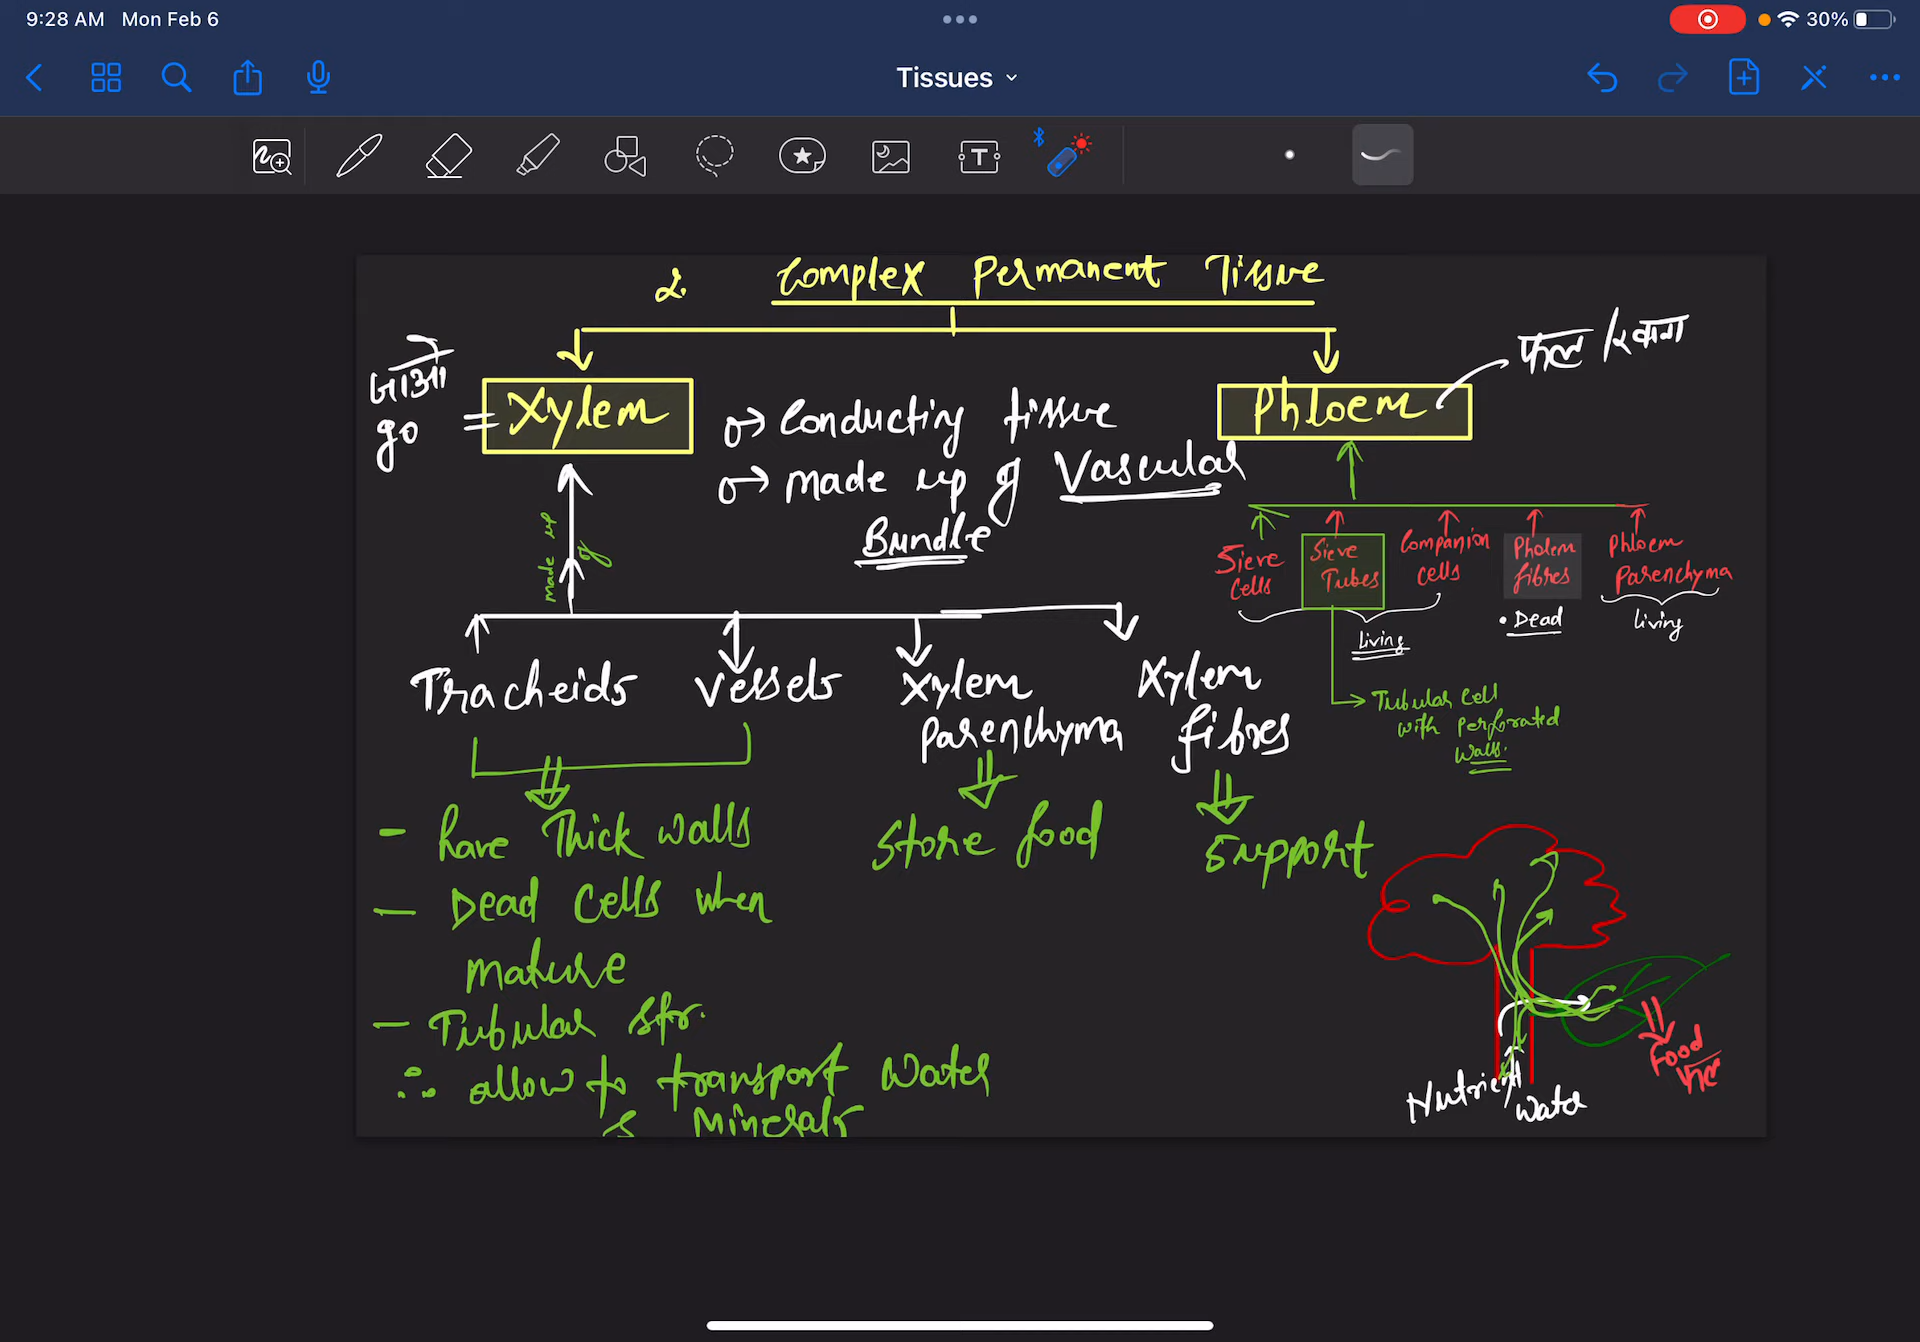 9:28 AM Mon Feb 6
30%
Tissues
2. Complex Permanent Tissue
जाओ
go = Xylem
Phloem
फल
→ Conducting tissue
→ made up of Vascular
Bundle
made up of
Sieve Cells
Sieve Tubes
Companion cells
Pholem fibres
Phloem Parenchyma
Living
• Dead
living
Tubular Cell
with perforated
walls.
Tracheids
Vessels
Xylem
Parenchyma
Xylem
fibres
- have Thick walls
- Dead Cells when
mature
- Tubular str.
∴ allow to transport Water
& Minerals
Store food
Support
Food
Nutrient
Water